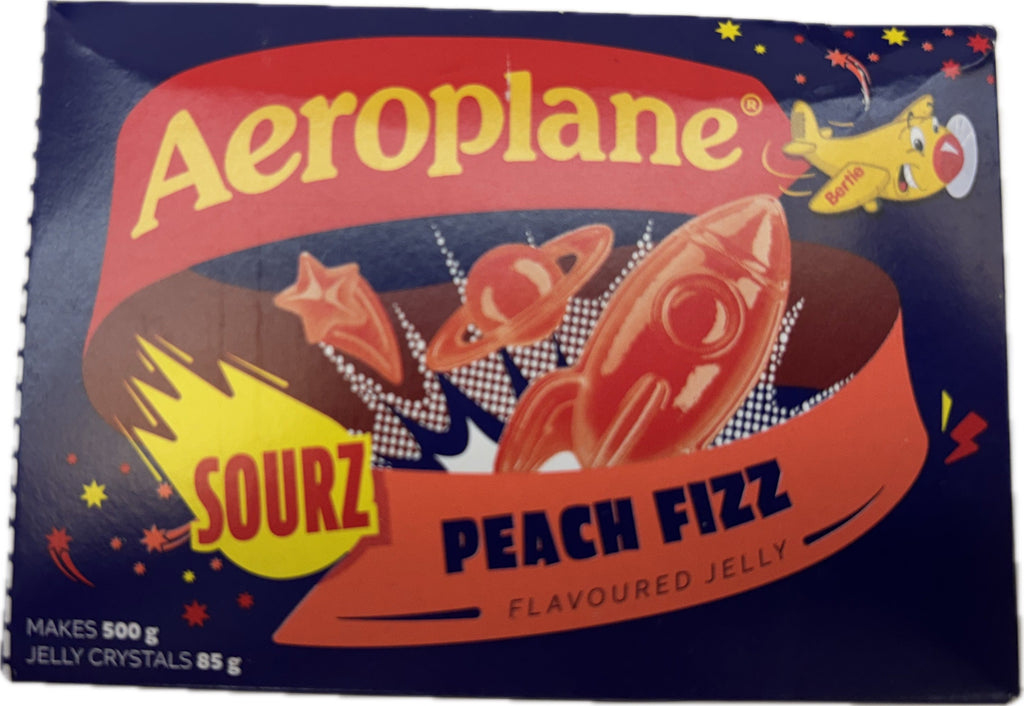 Aeroplane®
Bertie
SOURZ
PEACH FIZZ
FLAVOURED JELLY
MAKES 500 g
JELLY CRYSTALS 85 g